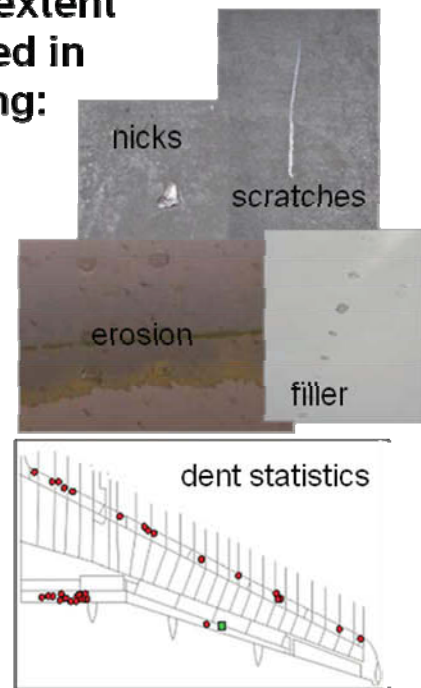 extent
ed in
ng:
nicks
scratches
erosion
filler
dent statistics